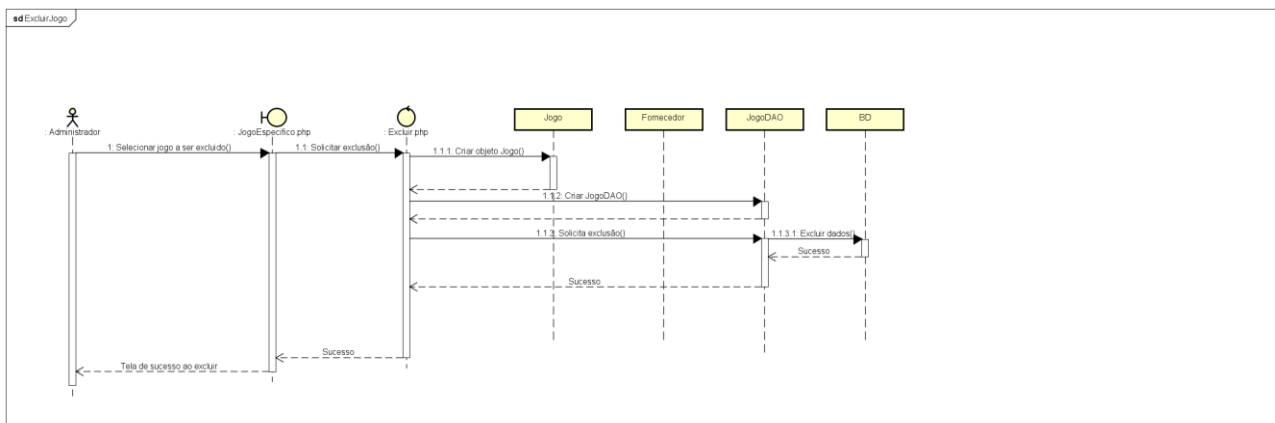 sd ExcluirJogo
: Administrador
: JogoEspecifico.php
: Excluir.php
Jogo
Fornecedor
JogoDAO
BD
1: Selecionar jogo a ser excluido()
1.1: Solicitar exclusão()
1.1.1: Criar objeto Jogo()
1.1.2: Criar JogoDAO()
1.1.3: Solicita exclusão()
1.1.3.1: Excluir dados()
Sucesso
Sucesso
Sucesso
Tela de sucesso ao excluir